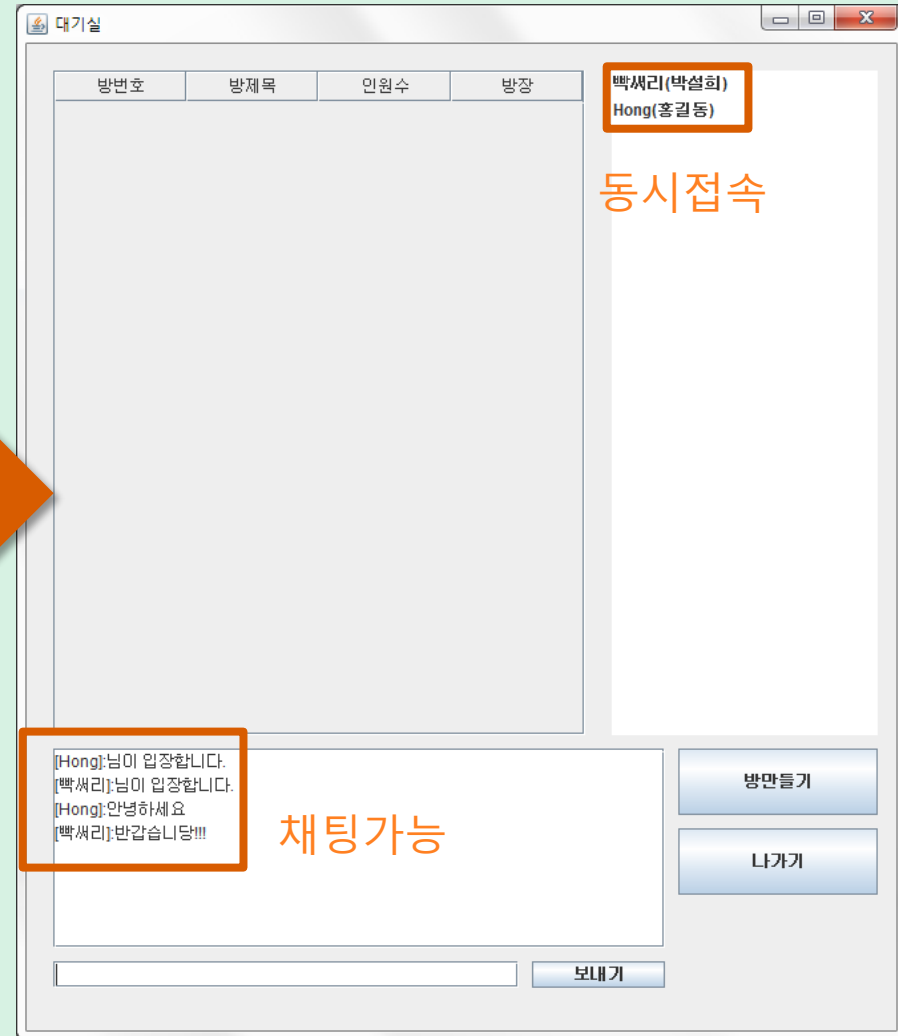 대기실
방번호 방제목 인원수 방장
빡써리(박설희)
Hong(홍길동)
동시접속
[Hong]:님이 입장합니다.
[빡써리]:님이 입장합니다.
[Hong]:안녕하세요
[빡써리]:반갑습니당!!!
채팅가능
방만들기
나가기
보내기